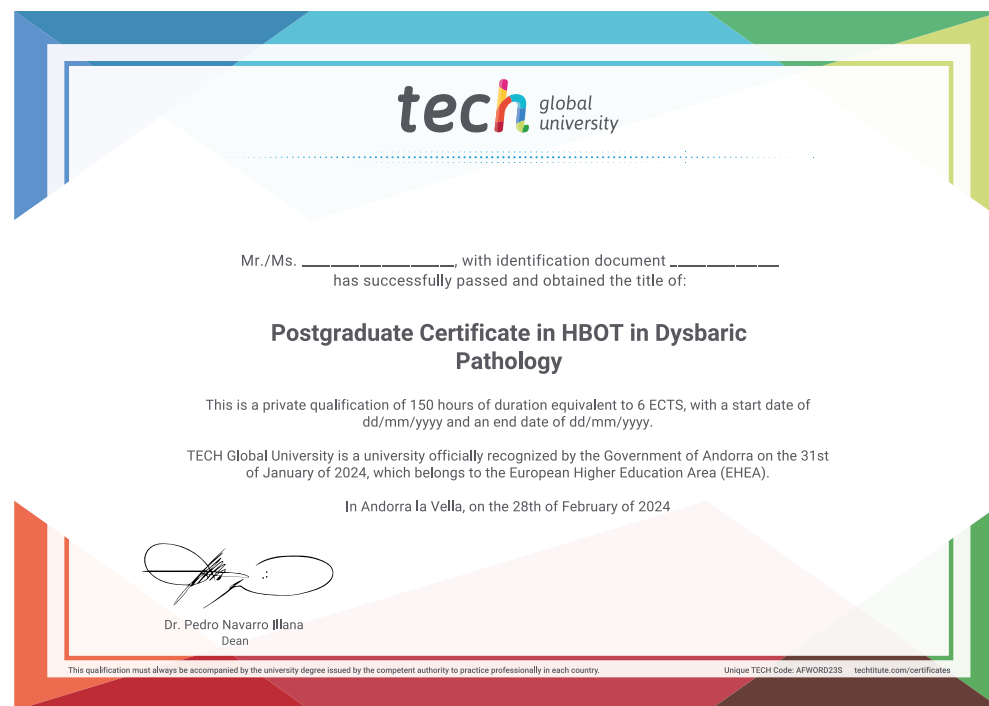 tech global
university
Mr./Ms. ____________________, with identification document ______________
has successfully passed and obtained the title of:
Postgraduate Certificate in HBOT in Dysbaric
Pathology
This is a private qualification of 150 hours of duration equivalent to 6 ECTS, with a start date of
dd/mm/yyyy and an end date of dd/mm/yyyy.
TECH Global University is a university officially recognized by the Government of Andorra on the 31st
of January of 2024, which belongs to the European Higher Education Area (EHEA).
In Andorra la Vella, on the 28th of February of 2024
Dr. Pedro Navarro Illana
Dean
This qualification must always be accompanied by the university degree issued by the competent authority to practice professionally in each country.
Unique TECH Code: AFWORD23S techtitute.com/certificates